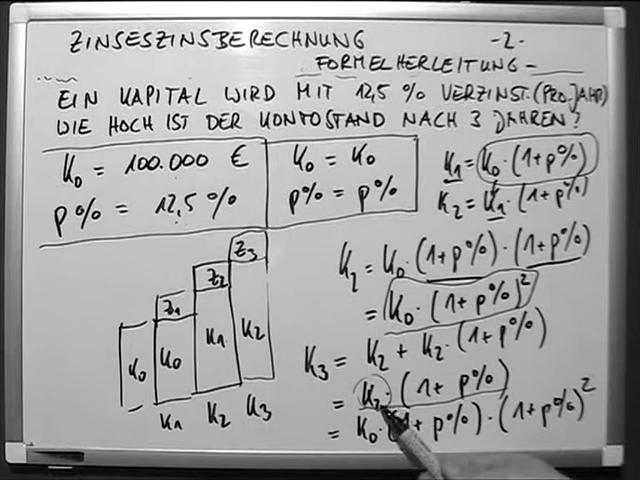 ZINSESZINSBERECHNUNG -2-
FORMELHERLEITUNG -
EIN KAPITAL WIRD MIT 12,5 % VERZINST. (PRO JAHR)
WIE HOCH IST DER KONTOSTAND NACH 3 JAHREN?
K₀ = 100.000 €
p% = 12,5 %
K₀ = K₀
p% = p%
K₁ = K₀ · (1+p%)
K₂ = K₁ · (1+p%)
K₂ = K₀ · (1+p%) · (1+p%)
= K₀ · (1+p%)²
K₃ = K₂ + K₂ · (1+p%)
= K₂ · (1+p%)
= K₀ · (1+p%) · (1+p%)²
Z₃
Z₂
Z₁
K₀ K₀ K₁ K₂
K₁ K₂ K₃